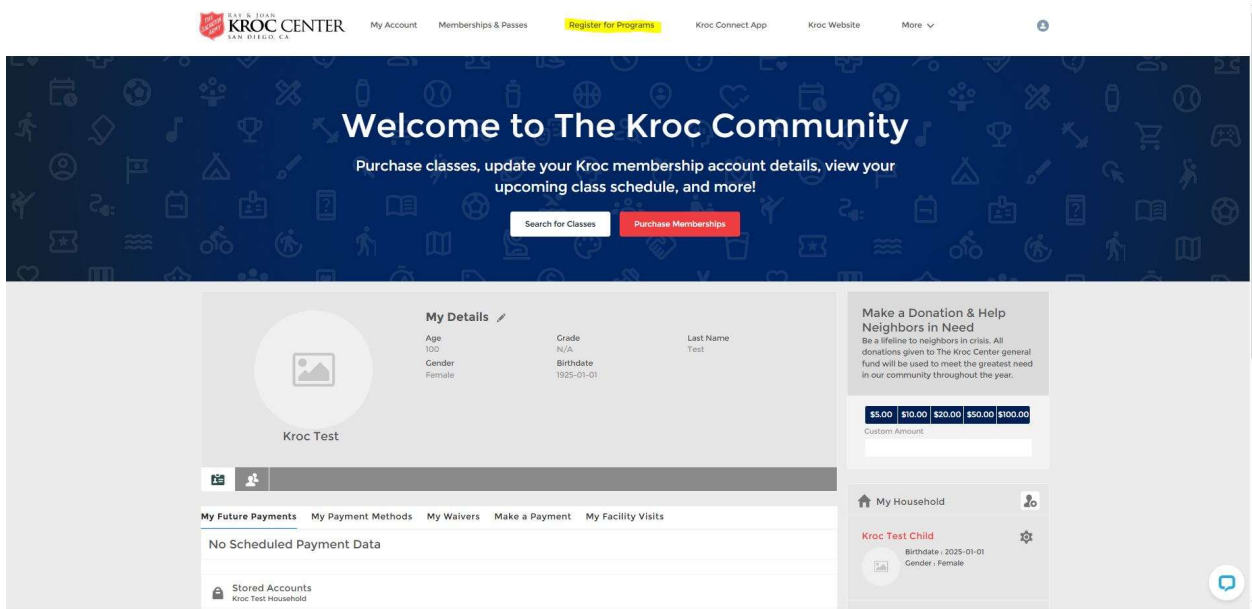 THE SALVATION ARMY
RAY & JOAN
KROC CENTER
SAN DIEGO, CA
My Account
Memberships & Passes
Register for Programs
Kroc Connect App
Kroc Website
More
Welcome to The Kroc Community
Purchase classes, update your Kroc membership account details, view your
upcoming class schedule, and more!
Search for Classes
Purchase Memberships
Kroc Test
My Details
Age
100
Grade
N/A
Last Name
Test
Gender
Female
Birthdate
1925-01-01
My Future Payments
My Payment Methods
My Waivers
Make a Payment
My Facility Visits
No Scheduled Payment Data
Stored Accounts
Kroc Test Household
Make a Donation & Help
Neighbors in Need
Be a lifeline to neighbors in crisis. All
donations given to The Kroc Center general
fund will be used to meet the greatest need
in our community throughout the year.
$5.00
$10.00
$20.00
$50.00
$100.00
Custom Amount
My Household
Kroc Test Child
Birthdate : 2025-01-01
Gender : Female